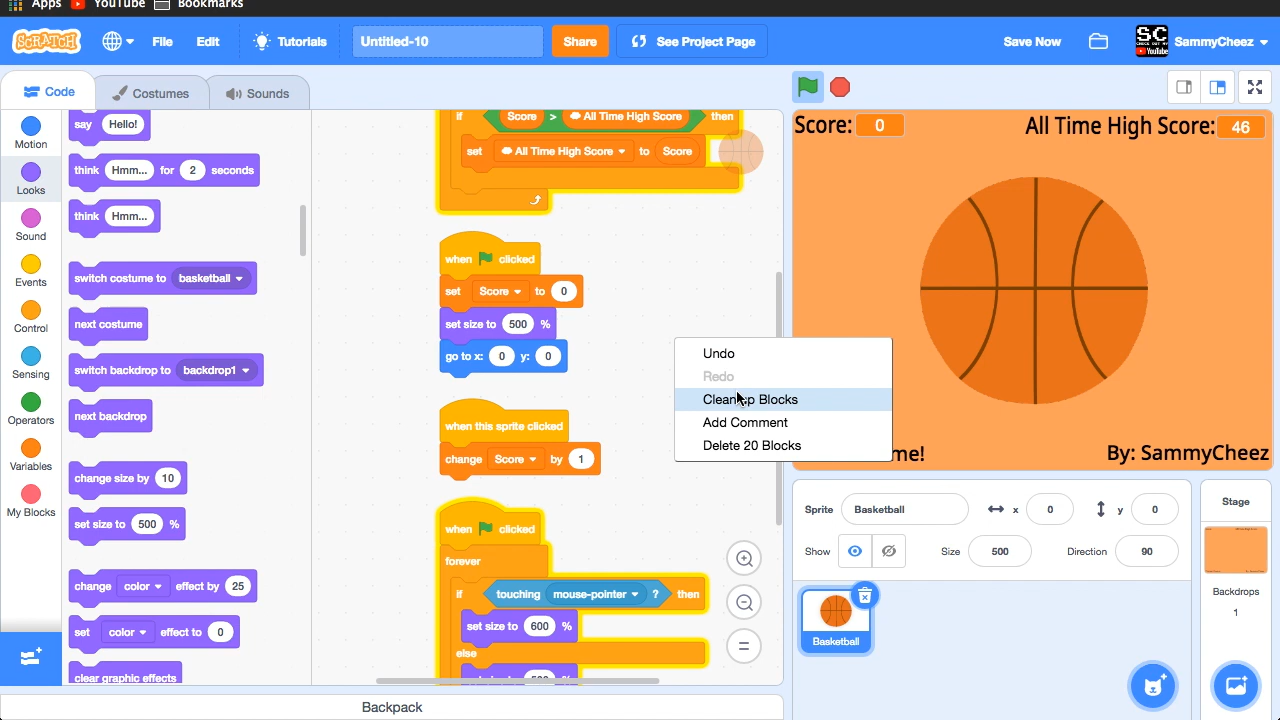 Apps YouTube Bookmarks
SCRATCH File Edit Tutorials Untitled-10 Share See Project Page Save Now SC SammyCheez
Code Costumes Sounds
Motion
Looks
Sound
Events
Control
Sensing
Operators
Variables
My Blocks
say Hello!
think Hmm... for 2 seconds
think Hmm...
switch costume to basketball
next costume
switch backdrop to backdrop1
next backdrop
change size by 10
set size to 500 %
change color effect by 25
set color effect to 0
clear graphic effects
if Score > All Time High Score then
set All Time High Score to Score
when clicked
set Score to 0
set size to 500 %
go to x: 0 y: 0
when this sprite clicked
change Score by 1
when clicked
forever
if touching mouse-pointer ? then
set size to 600 %
else
Undo
Redo
Clean up Blocks
Add Comment
Delete 20 Blocks
Score: 0 All Time High Score: 46
me! By: SammyCheez
Sprite Basketball x 0 y 0
Show Size 500 Direction 90
Basketball
Stage
Backdrops
1
Backpack